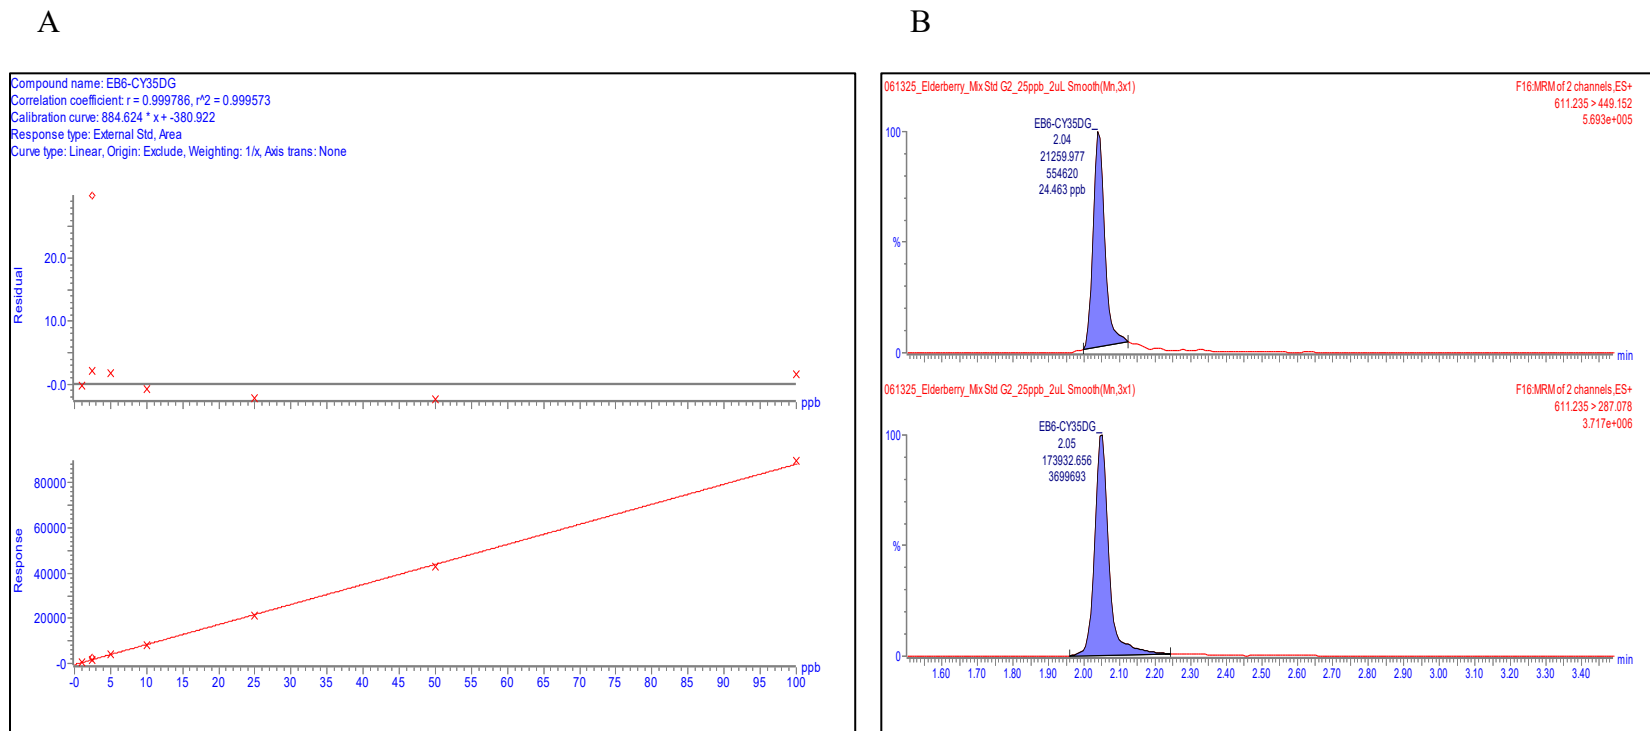 A
B
Compound name: EB6-CY35DG
Correlation coefficient: r = 0.999786, r^2 = 0.999573
Calibration curve: 884.624 * x + -380.922
Response type: External Std, Area
Curve type: Linear, Origin: Exclude, Weighting: 1/x, Axis trans: None
Residual
20.0
10.0
-0.0
ppb
Response
80000
60000
40000
20000
-0
ppb
-0 5 10 15 20 25 30 35 40 45 50 55 60 65 70 75 80 85 90 95 100
061325_Elderberry_Mix Std G2_25ppb_2uL Smooth(Mn,3x1)
F16:MRM of 2 channels,ES+
611.235 > 449.152
5.693e+005
EB6-CY35DG_
2.04
21259.977
554620
24.463 ppb
100
%
0
min
061325_Elderberry_Mix Std G2_25ppb_2uL Smooth(Mn,3x1)
F16:MRM of 2 channels,ES+
611.235 > 287.078
3.717e+006
EB6-CY35DG_
2.05
173932.656
3699693
100
%
0
min
1.60 1.70 1.80 1.90 2.00 2.10 2.20 2.30 2.40 2.50 2.60 2.70 2.80 2.90 3.00 3.10 3.20 3.30 3.40